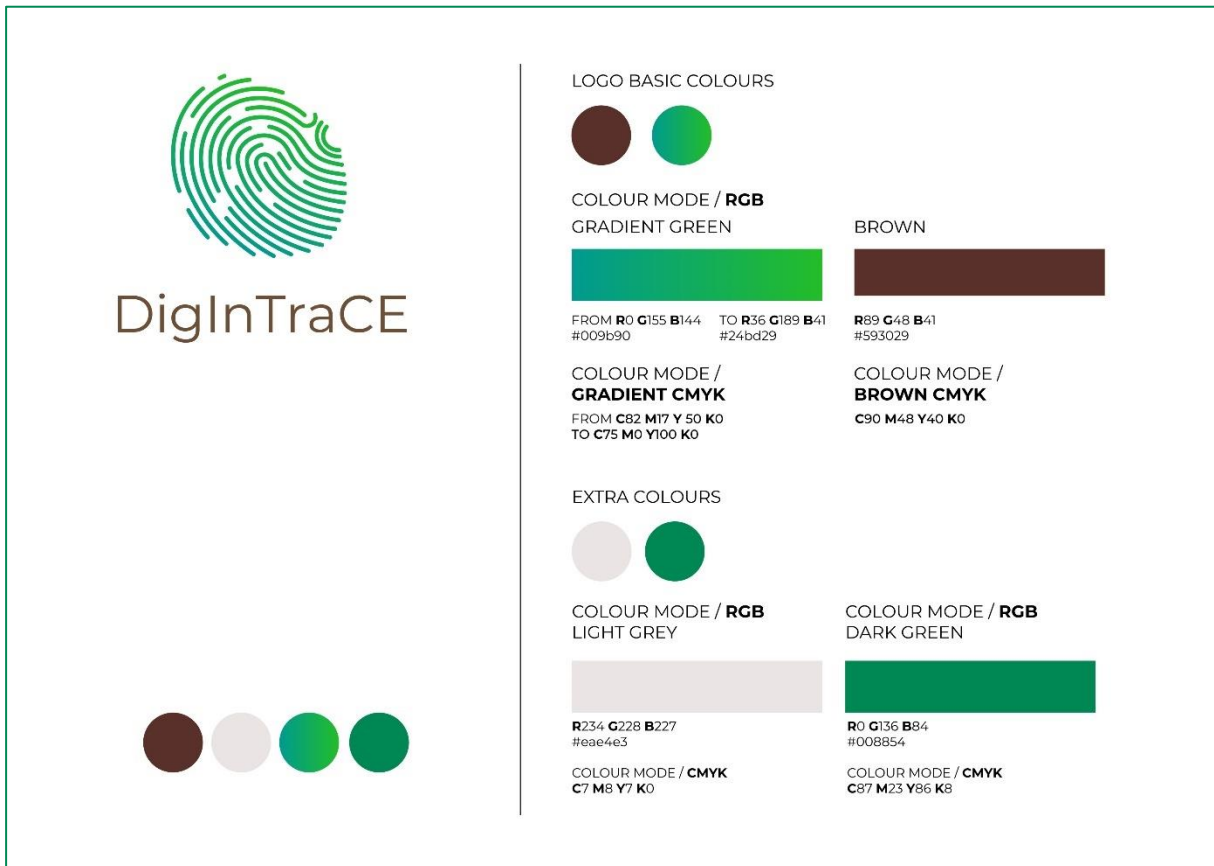 DigInTraCE
LOGO BASIC COLOURS
COLOUR MODE / RGB
GRADIENT GREEN
FROM R0 G155 B144
#009b90
TO R36 G189 B41
#24bd29
BROWN
R89 G48 B41
#593029
COLOUR MODE /
GRADIENT CMYK
FROM C82 M17 Y 50 K0
TO C75 M0 Y100 K0
COLOUR MODE /
BROWN CMYK
C90 M48 Y40 K0
EXTRA COLOURS
COLOUR MODE / RGB
LIGHT GREY
R234 G228 B227
#eae4e3
COLOUR MODE / CMYK
C7 M8 Y7 K0
COLOUR MODE / RGB
DARK GREEN
R0 G136 B84
#008854
COLOUR MODE / CMYK
C87 M23 Y86 K8